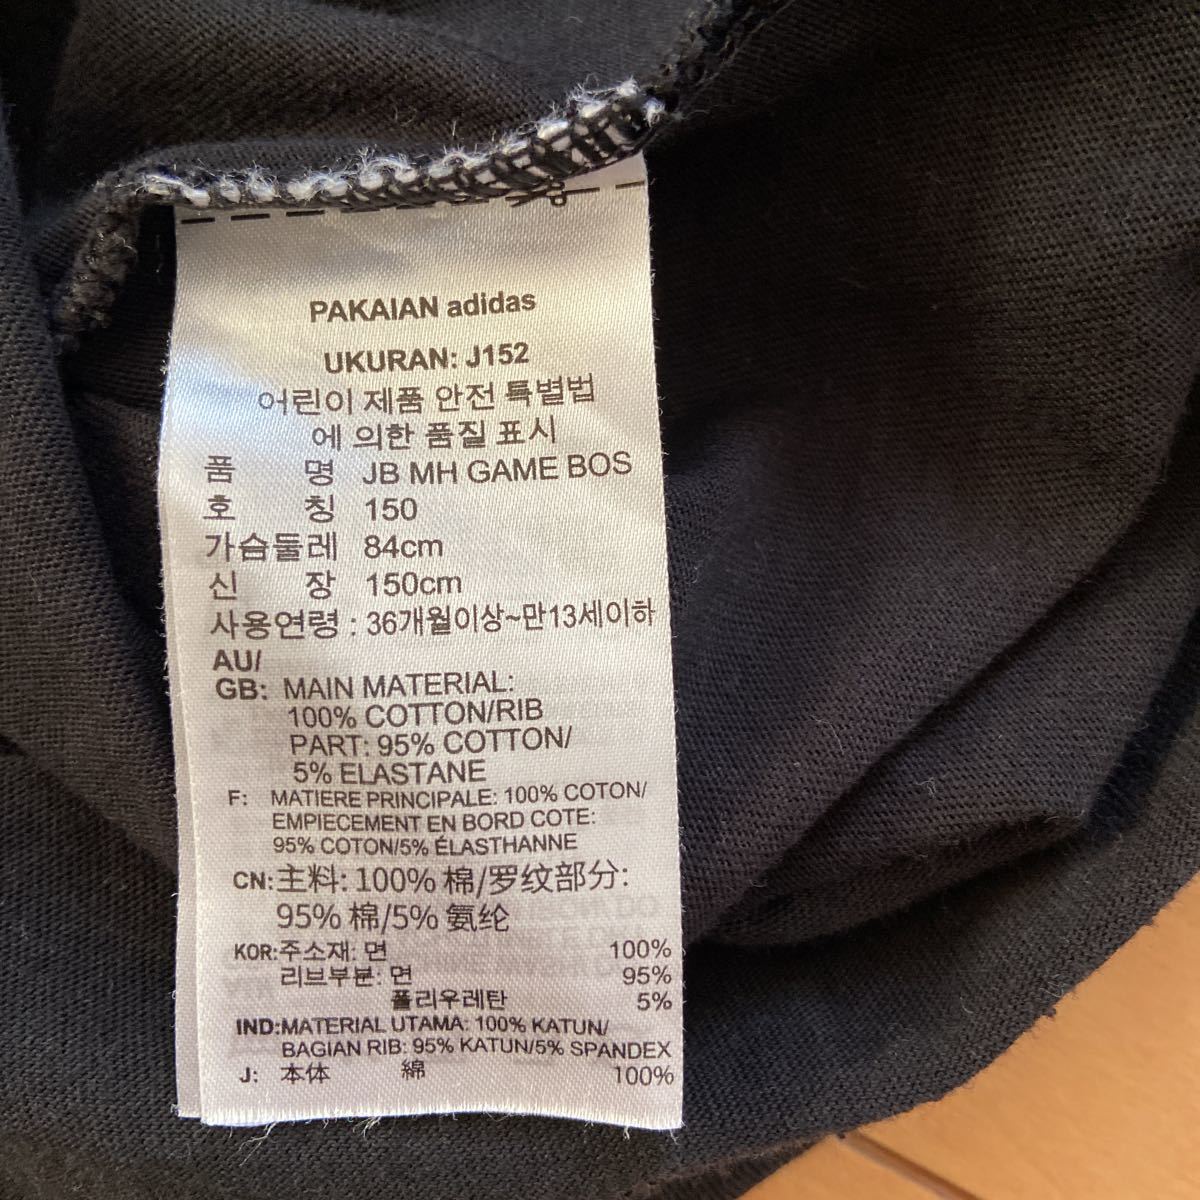 PAKAIAN adidas
UKURAN: J152
어린이 제품 안전 특별법
에 의한 품질 표시
품 명 JB MH GAME BOS
호 칭 150
가슴둘레 84cm
신 장 150cm
사용연령 : 36개월이상~만13세이하
AU/
GB: MAIN MATERIAL:
100% COTTON/RIB
PART: 95% COTTON/
5% ELASTANE
F: MATIERE PRINCIPALE: 100% COTON/
EMPIECEMENT EN BORD COTE:
95% COTON/5% ÉLASTHANNE
CN: 主料: 100% 棉/罗纹部分:
95% 棉/5% 氨纶
KOR: 주소재: 면 100%
리브부분: 면 95%
폴리우레탄 5%
IND: MATERIAL UTAMA: 100% KATUN/
BAGIAN RIB: 95% KATUN/5% SPANDEX
J: 本体 綿 100%